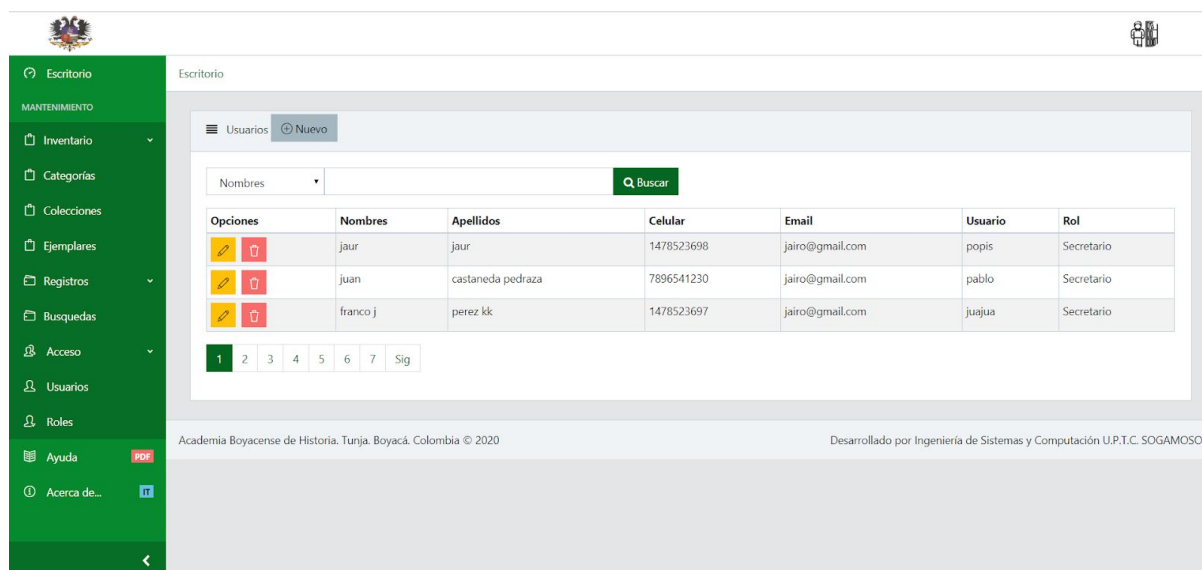 Escritorio
MANTENIMIENTO
Inventario
Categorías
Colecciones
Ejemplares
Registros
Busquedas
Acceso
Usuarios
Roles
Ayuda PDF
Acerca de... IT
Escritorio
Usuarios Nuevo
Nombres Buscar
Opciones Nombres Apellidos Celular Email Usuario Rol
jaur jaur 1478523698 jairo@gmail.com popis Secretario
juan castaneda pedraza 7896541230 jairo@gmail.com pablo Secretario
franco j perez kk 1478523697 jairo@gmail.com juajua Secretario
1 2 3 4 5 6 7 Sig
Academia Boyacense de Historia. Tunja. Boyacá. Colombia © 2020 Desarrollado por Ingeniería de Sistemas y Computación U.P.T.C. SOGAMOSO